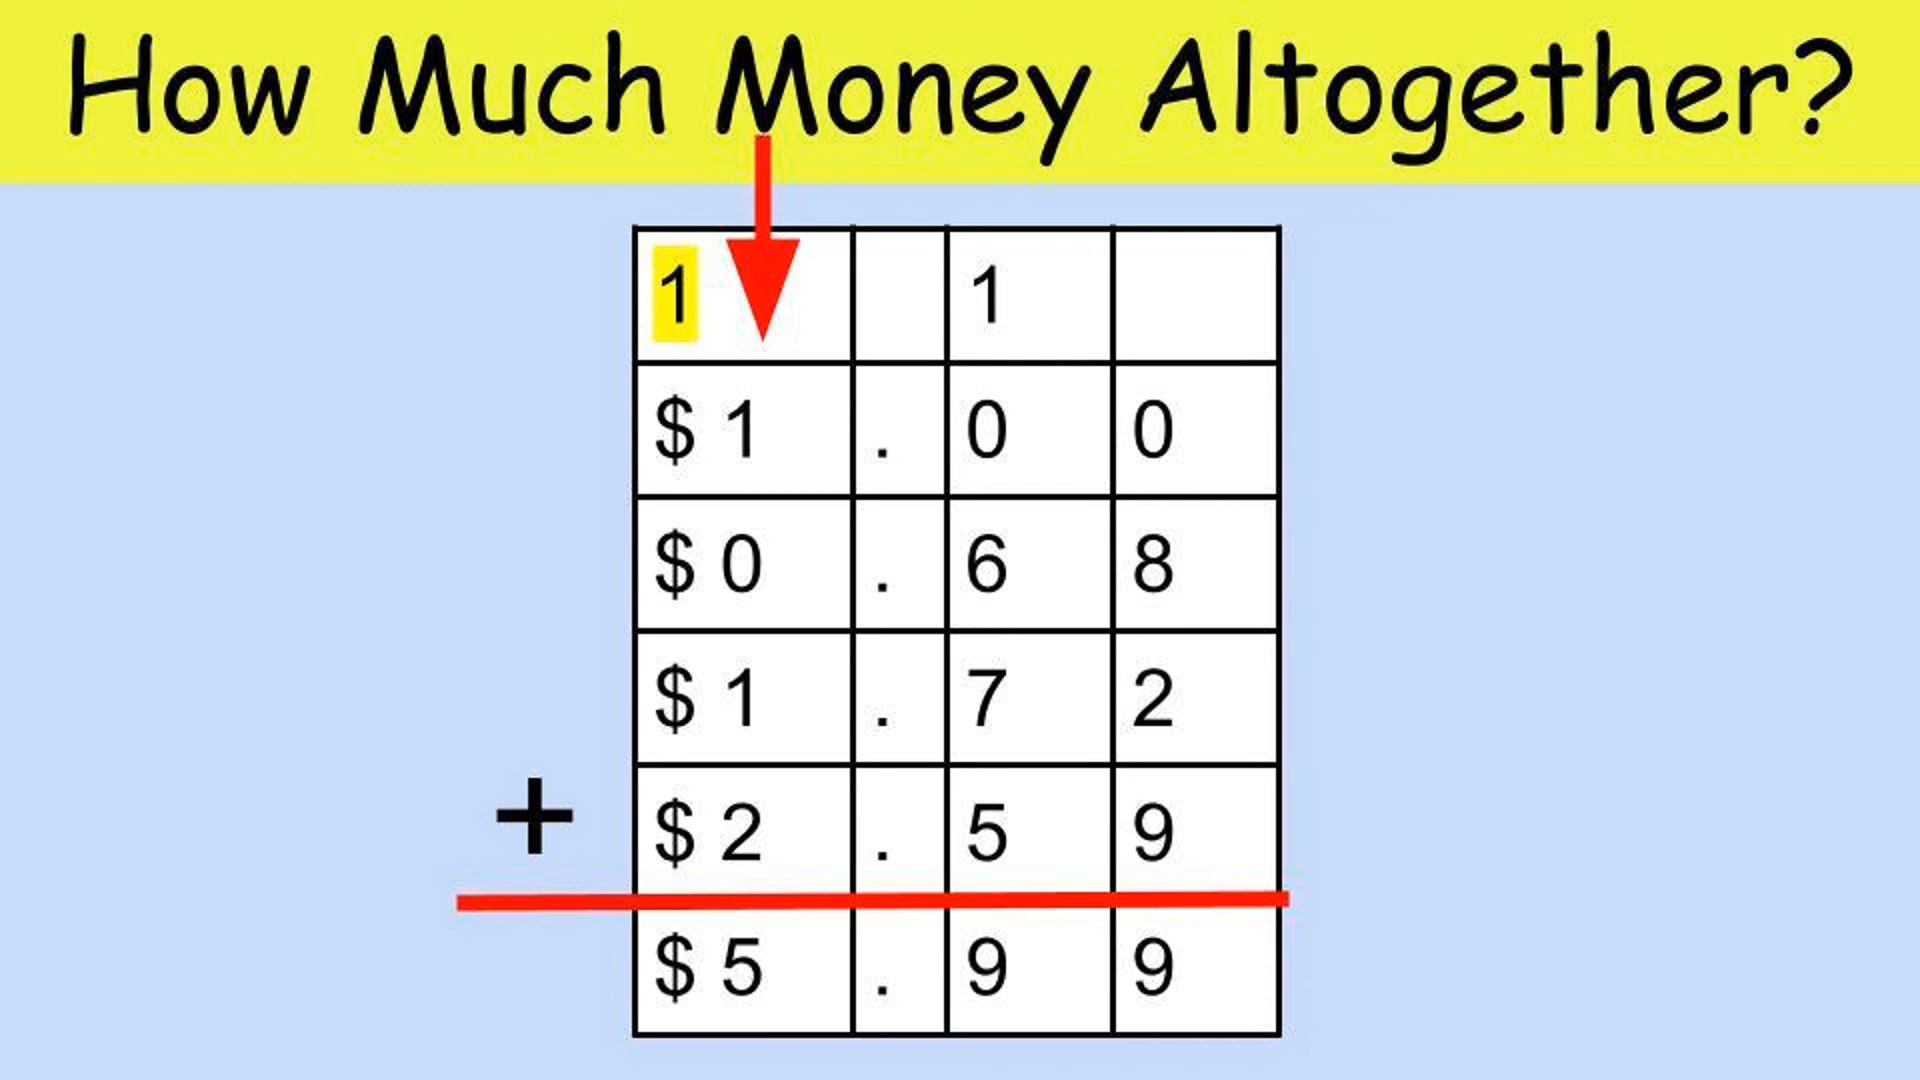 How Much Money Altogether?
1 1
$ 1 . 0 0
$ 0 . 6 8
$ 1 . 7 2
+ $ 2 . 5 9
$ 5 . 9 9